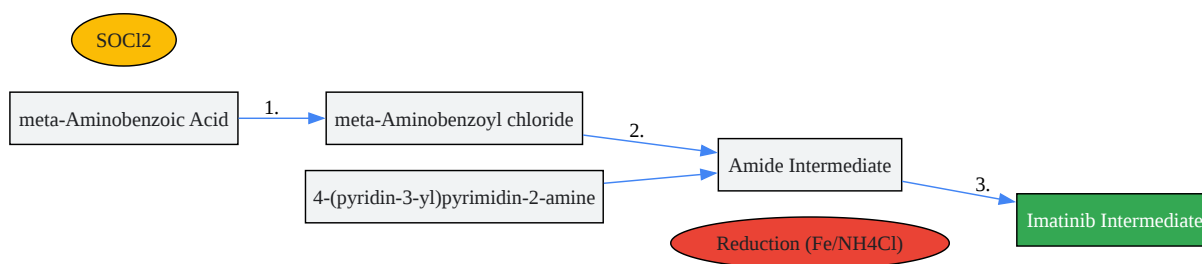 SOCl2
meta-Aminobenzoic Acid
1.
meta-Aminobenzoyl chloride
2.
4-(pyridin-3-yl)pyrimidin-2-amine
Amide Intermediate
3.
Reduction (Fe/NH4Cl)
Imatinib Intermediate